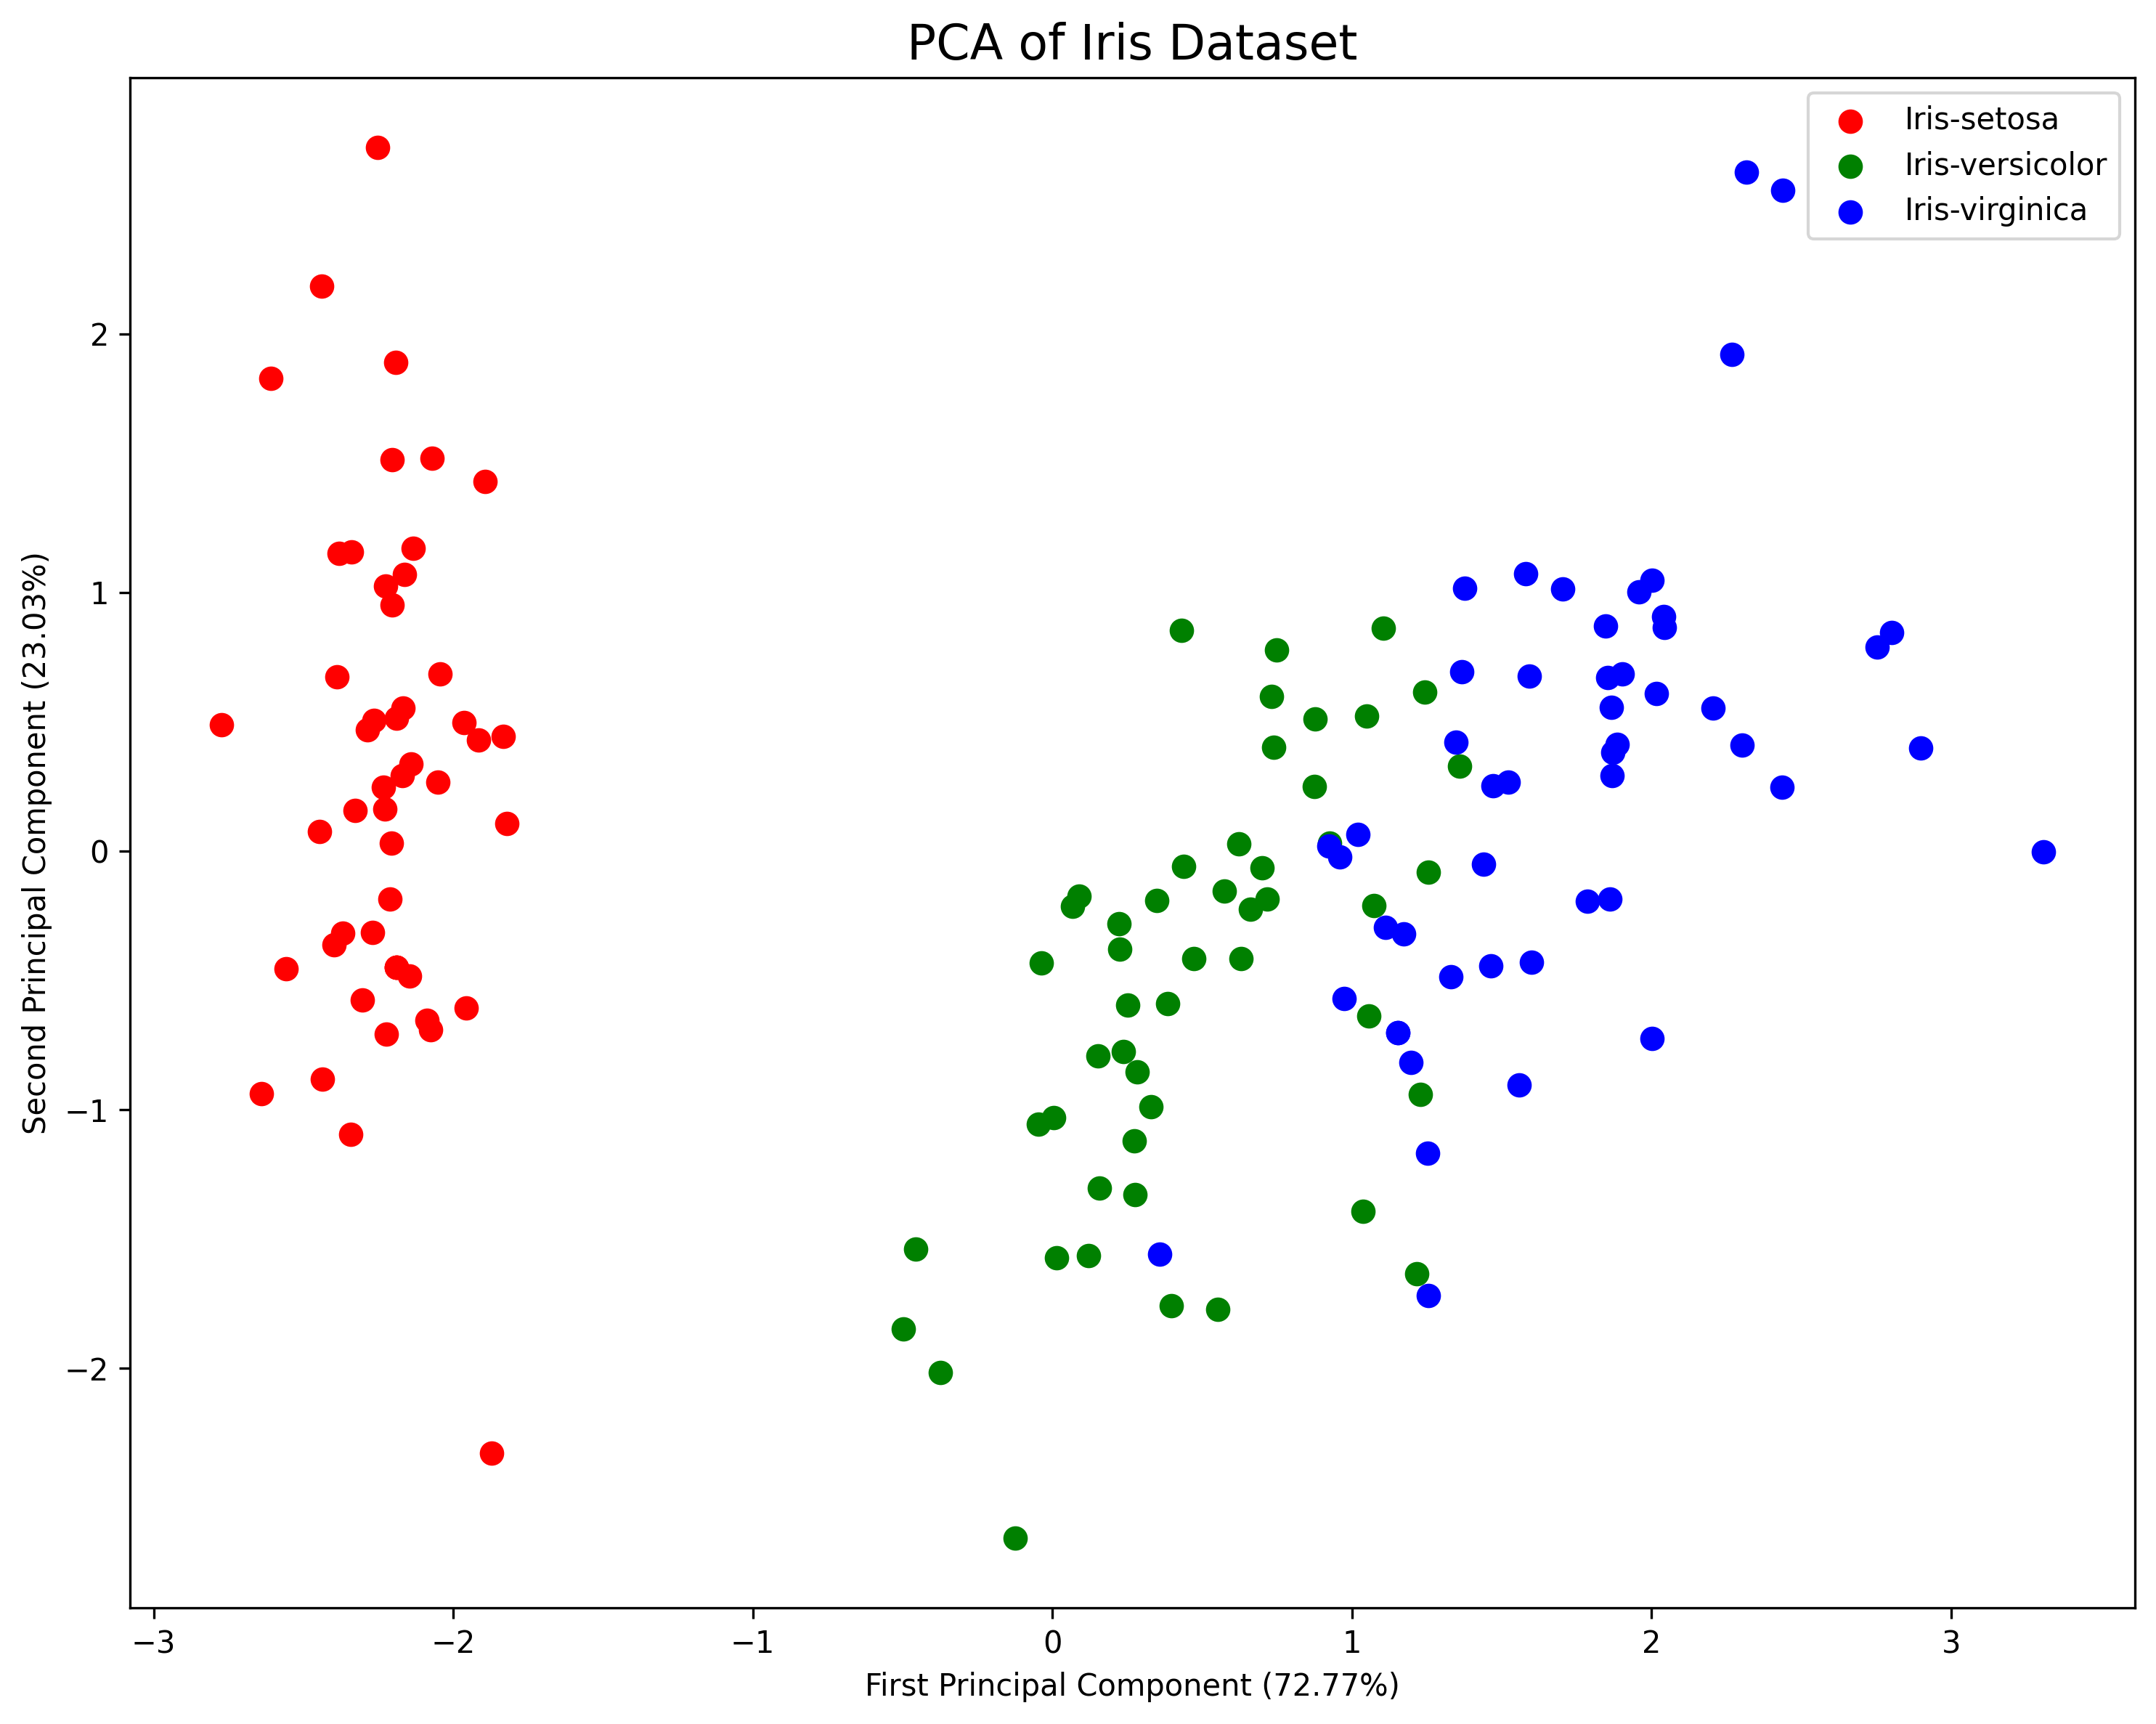 PCA of Iris Dataset
Iris-setosa
Iris-versicolor
Iris-virginica
Second Principal Component (23.03%)
2
1
0
−1
−2
−3
−2
−1
0
1
2
3
First Principal Component (72.77%)